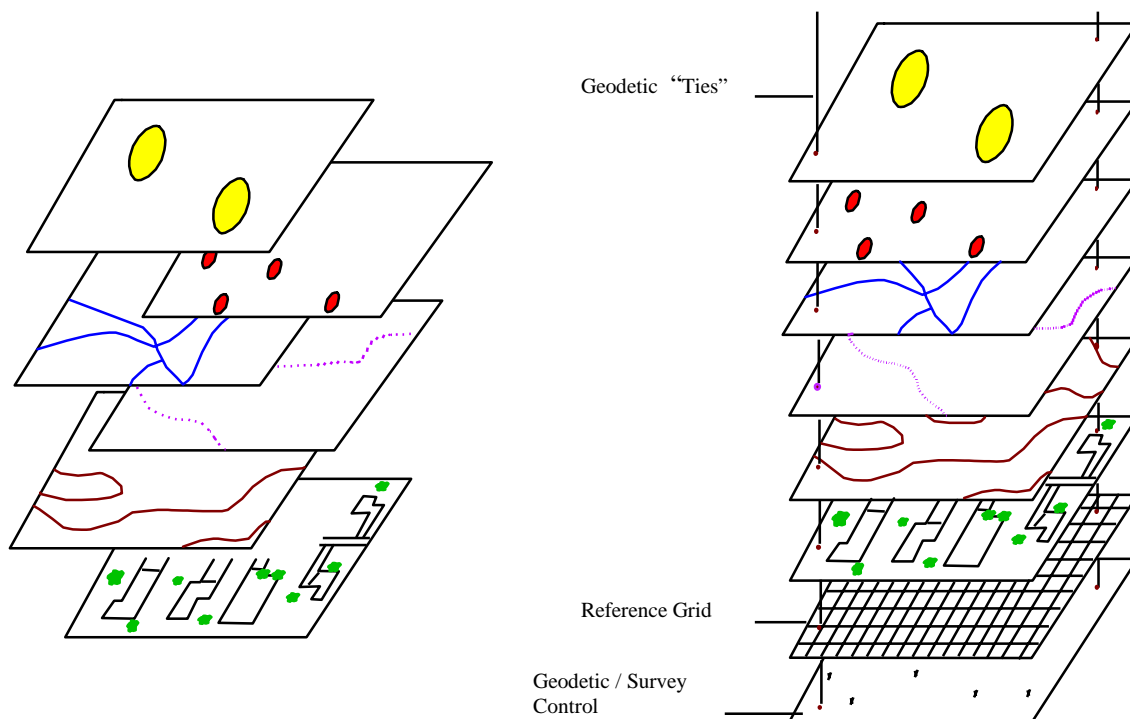 Geodetic “Ties”
Reference Grid
Geodetic / Survey
Control